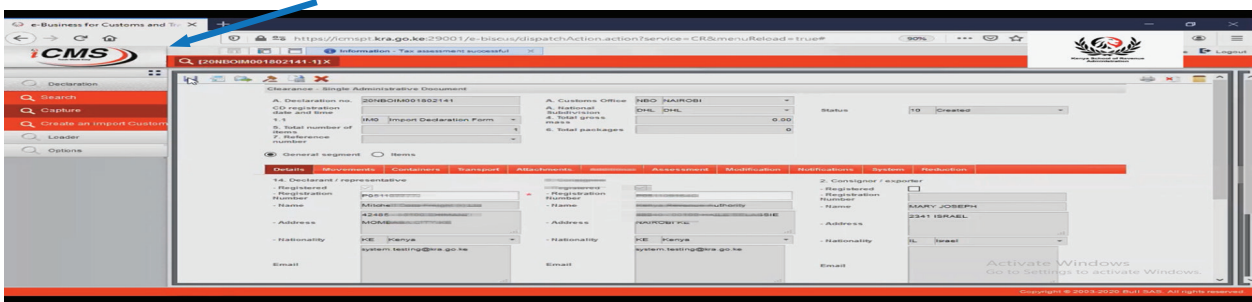 e-Business for Customs and Tr
https://icmspt.kra.go.ke:29001/e-biscus/dispatchAction.action?service=CR&menuReload=true#
90%
iCMS
Information - Tax assessment successful
Kenya School of Revenue Administration
Logout
[20NBOIM001802141-1] X
Declaration
Search
Capture
Create an import Custom
Loader
Options
Clearance - Single Administrative Document
A. Declaration no. 20NBOIM001802141 A. Customs Office NBO NAIROBI
CD registration date and time A. National Subdivision DHL DHL Status 10 Created
1.1 IM0 Import Declaration Form 4. Total gross mass 0.00
5. Total number of items 1 6. Total packages 0
7. Reference number
General segment Items
Details Movements Containers Transport Attachments Assessment Modification Notifications System Reduction
14. Declarant / representative 2. Consignor / exporter
- Registered - Registered - Registered
- Registration Number - Registration Number - Registration Number
- Name - Name Authority - Name MARY JOSEPH
- Address - Address NAIROBI - Address 2341 ISRAEL
- Nationality KE Kenya - Nationality KE Kenya - Nationality IL Israel
Email system.testing@kra.go.ke Email system.testing@kra.go.ke Email
Activate Windows
Go to Settings to activate Windows.
Copyright © 2003-2020 Bull SAS. All rights reserved